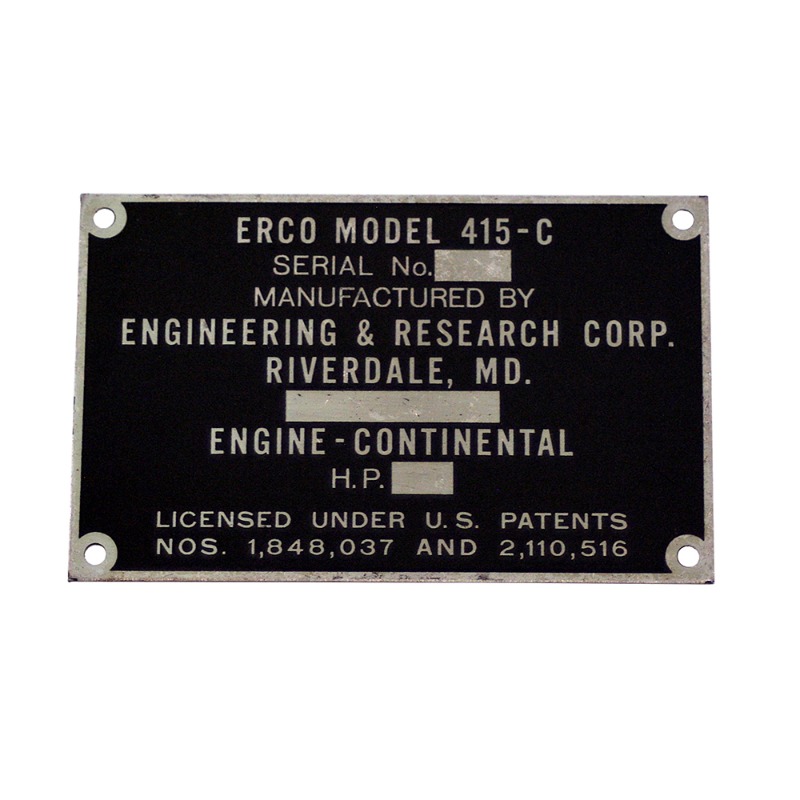 ERCO MODEL 415-C
SERIAL No.
MANUFACTURED BY
ENGINEERING & RESEARCH CORP.
RIVERDALE, MD.
ENGINE-CONTINENTAL
H.P.
LICENSED UNDER U.S. PATENTS
NOS. 1,848,037 AND 2,110,516